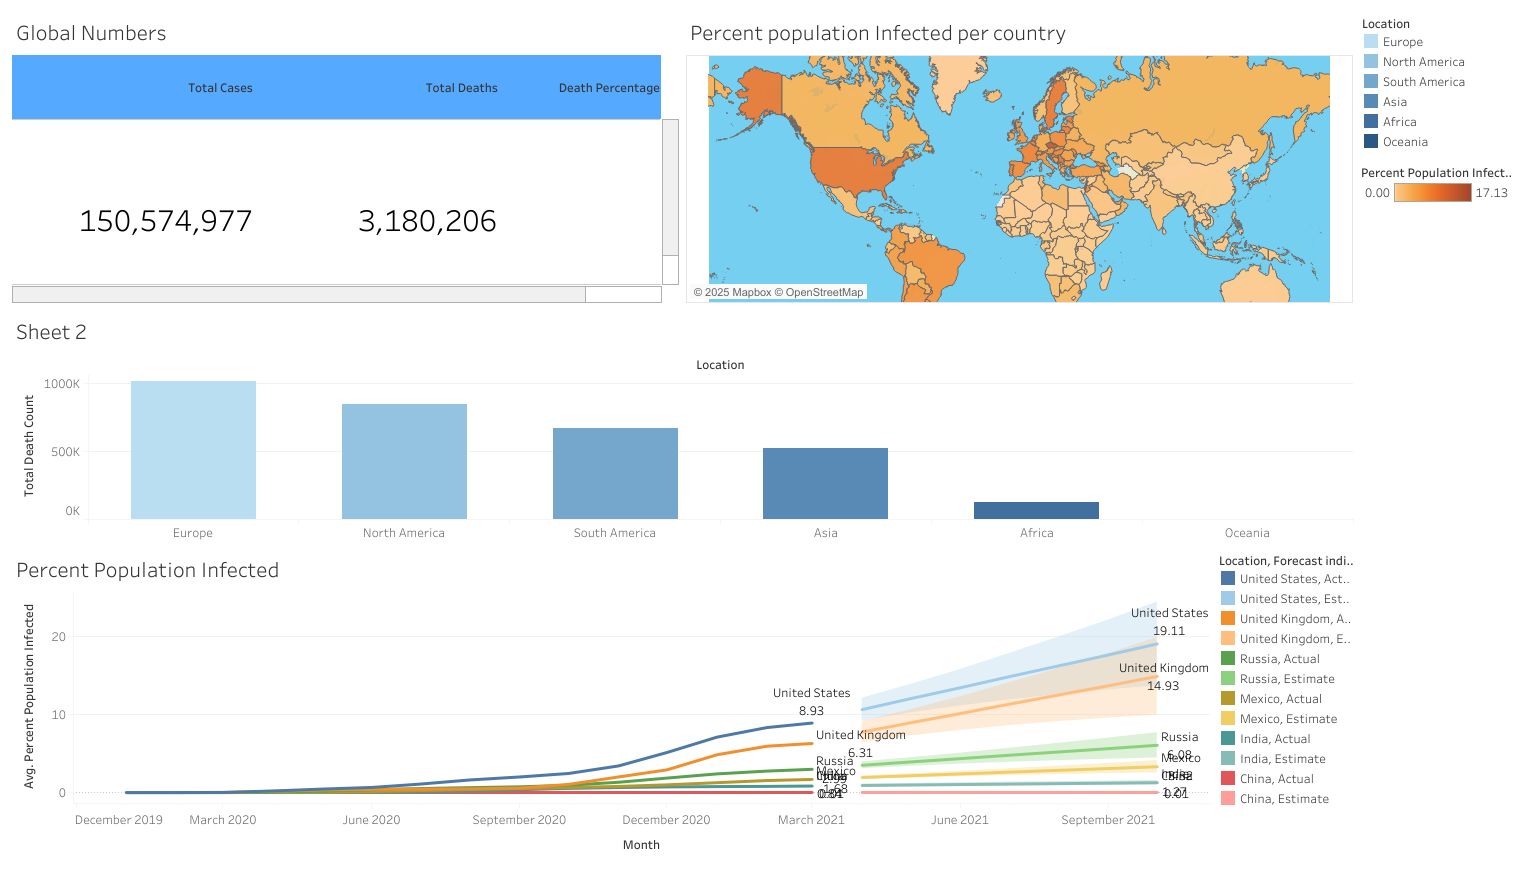 Global Numbers
Total Cases
Total Deaths
Death Percentage
150,574,977
3,180,206
Percent population Infected per country
© 2025 Mapbox © OpenStreetMap
Location
Europe
North America
South America
Asia
Africa
Oceania
Percent Population Infect..
0.00
17.13
Sheet 2
Location
Total Death Count
1000K
500K
0K
Europe
North America
South America
Asia
Africa
Oceania
Percent Population Infected
Avg. Percent Population Infected
20
10
0
United States
8.93
United Kingdom
6.31
Russia
Mexico
1.68
United States
19.11
United Kingdom
14.93
Russia
6.08
Mexico
India
1.27
0.01
December 2019
March 2020
June 2020
September 2020
December 2020
March 2021
June 2021
September 2021
Month
Location, Forecast indi..
United States, Act..
United States, Est..
United Kingdom, A..
United Kingdom, E..
Russia, Actual
Russia, Estimate
Mexico, Actual
Mexico, Estimate
India, Actual
India, Estimate
China, Actual
China, Estimate